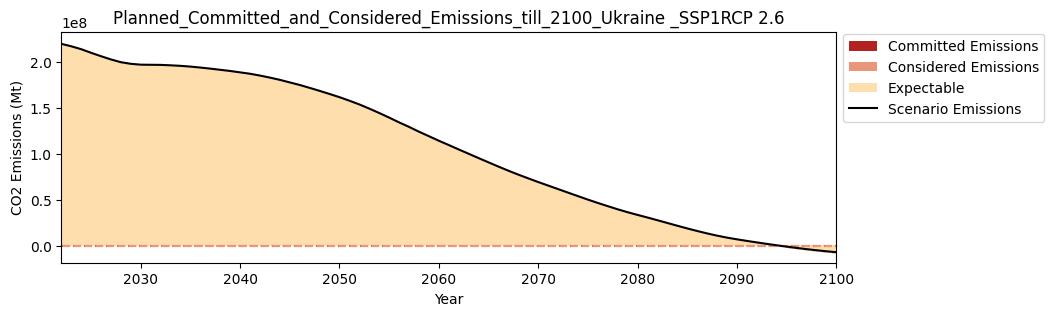 Planned_Committed_and_Considered_Emissions_till_2100_Ukraine _SSP1RCP 2.6
1e8
2.0
1.5
1.0
0.5
0.0
CO2 Emissions (Mt)
2030 2040 2050 2060 2070 2080 2090 2100
Year
Committed Emissions
Considered Emissions
Expectable
Scenario Emissions